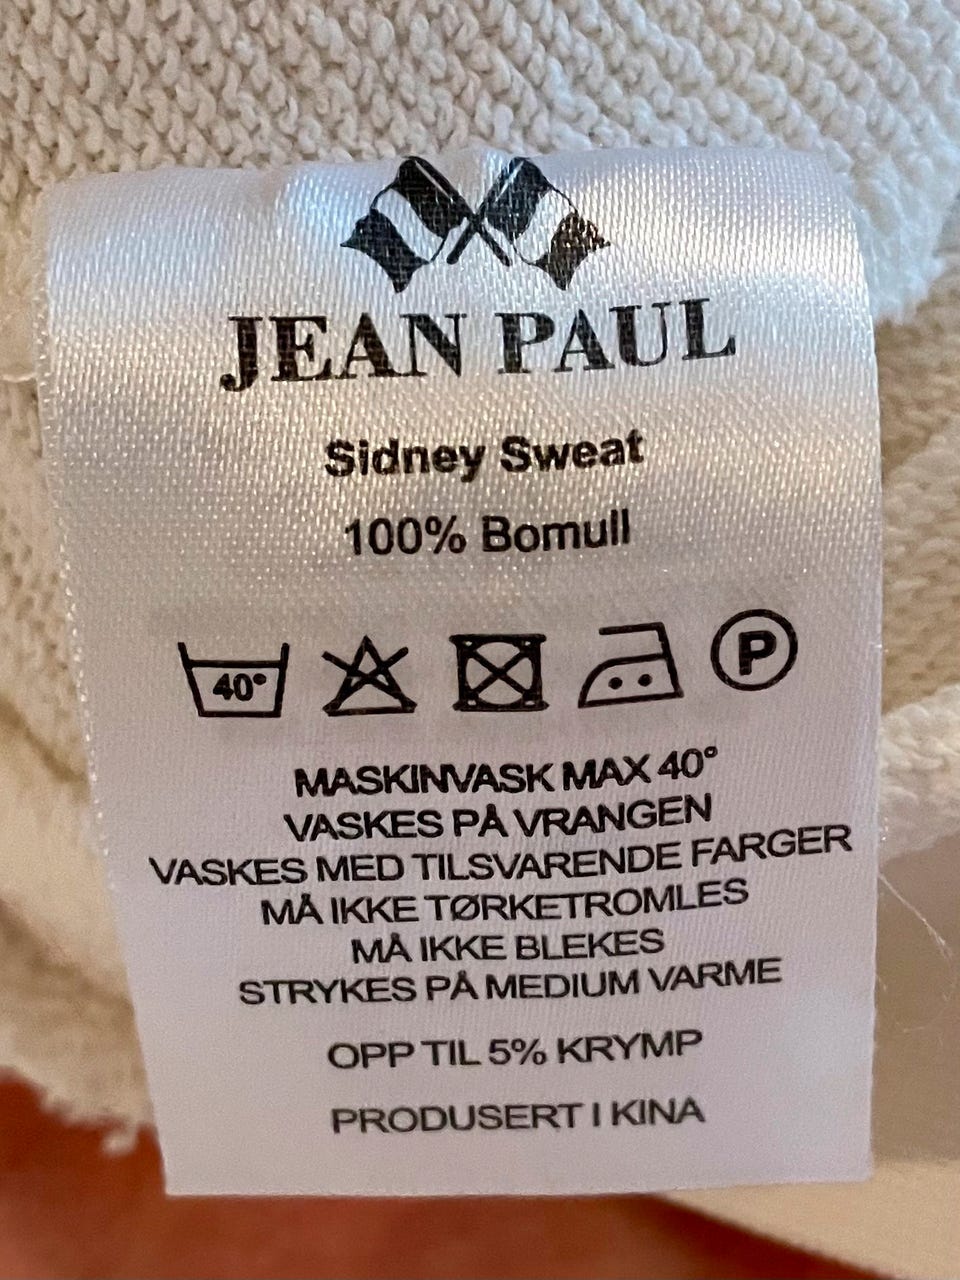 JEAN PAUL
Sidney Sweat
100% Bomull
40° P
MASKINVASK MAX 40°
VASKES PÅ VRANGEN
VASKES MED TILSVARENDE FARGER
MÅ IKKE TØRKETROMLES
MÅ IKKE BLEKES
STRYKES PÅ MEDIUM VARME
OPP TIL 5% KRYMP
PRODUSERT I KINA